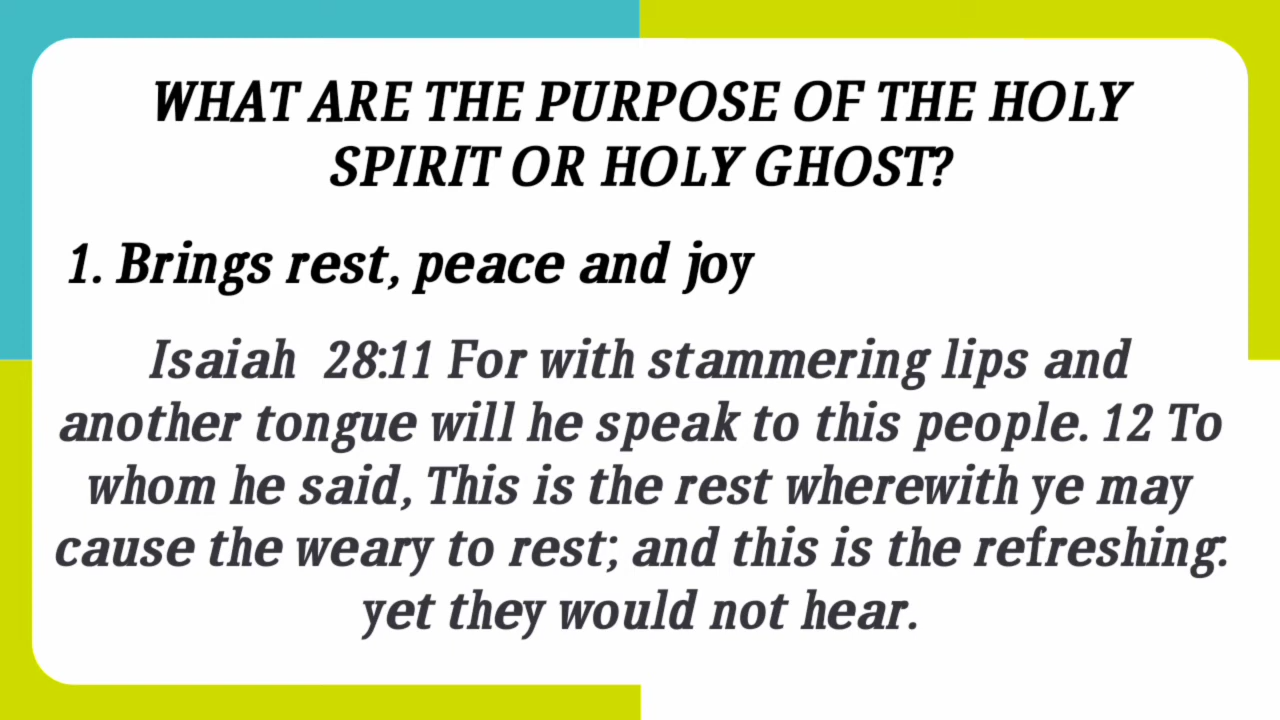 WHAT ARE THE PURPOSE OF THE HOLY
SPIRIT OR HOLY GHOST?
1. Brings rest, peace and joy
Isaiah 28:11 For with stammering lips and
another tongue will he speak to this people. 12 To
whom he said, This is the rest wherewith ye may
cause the weary to rest; and this is the refreshing:
yet they would not hear.